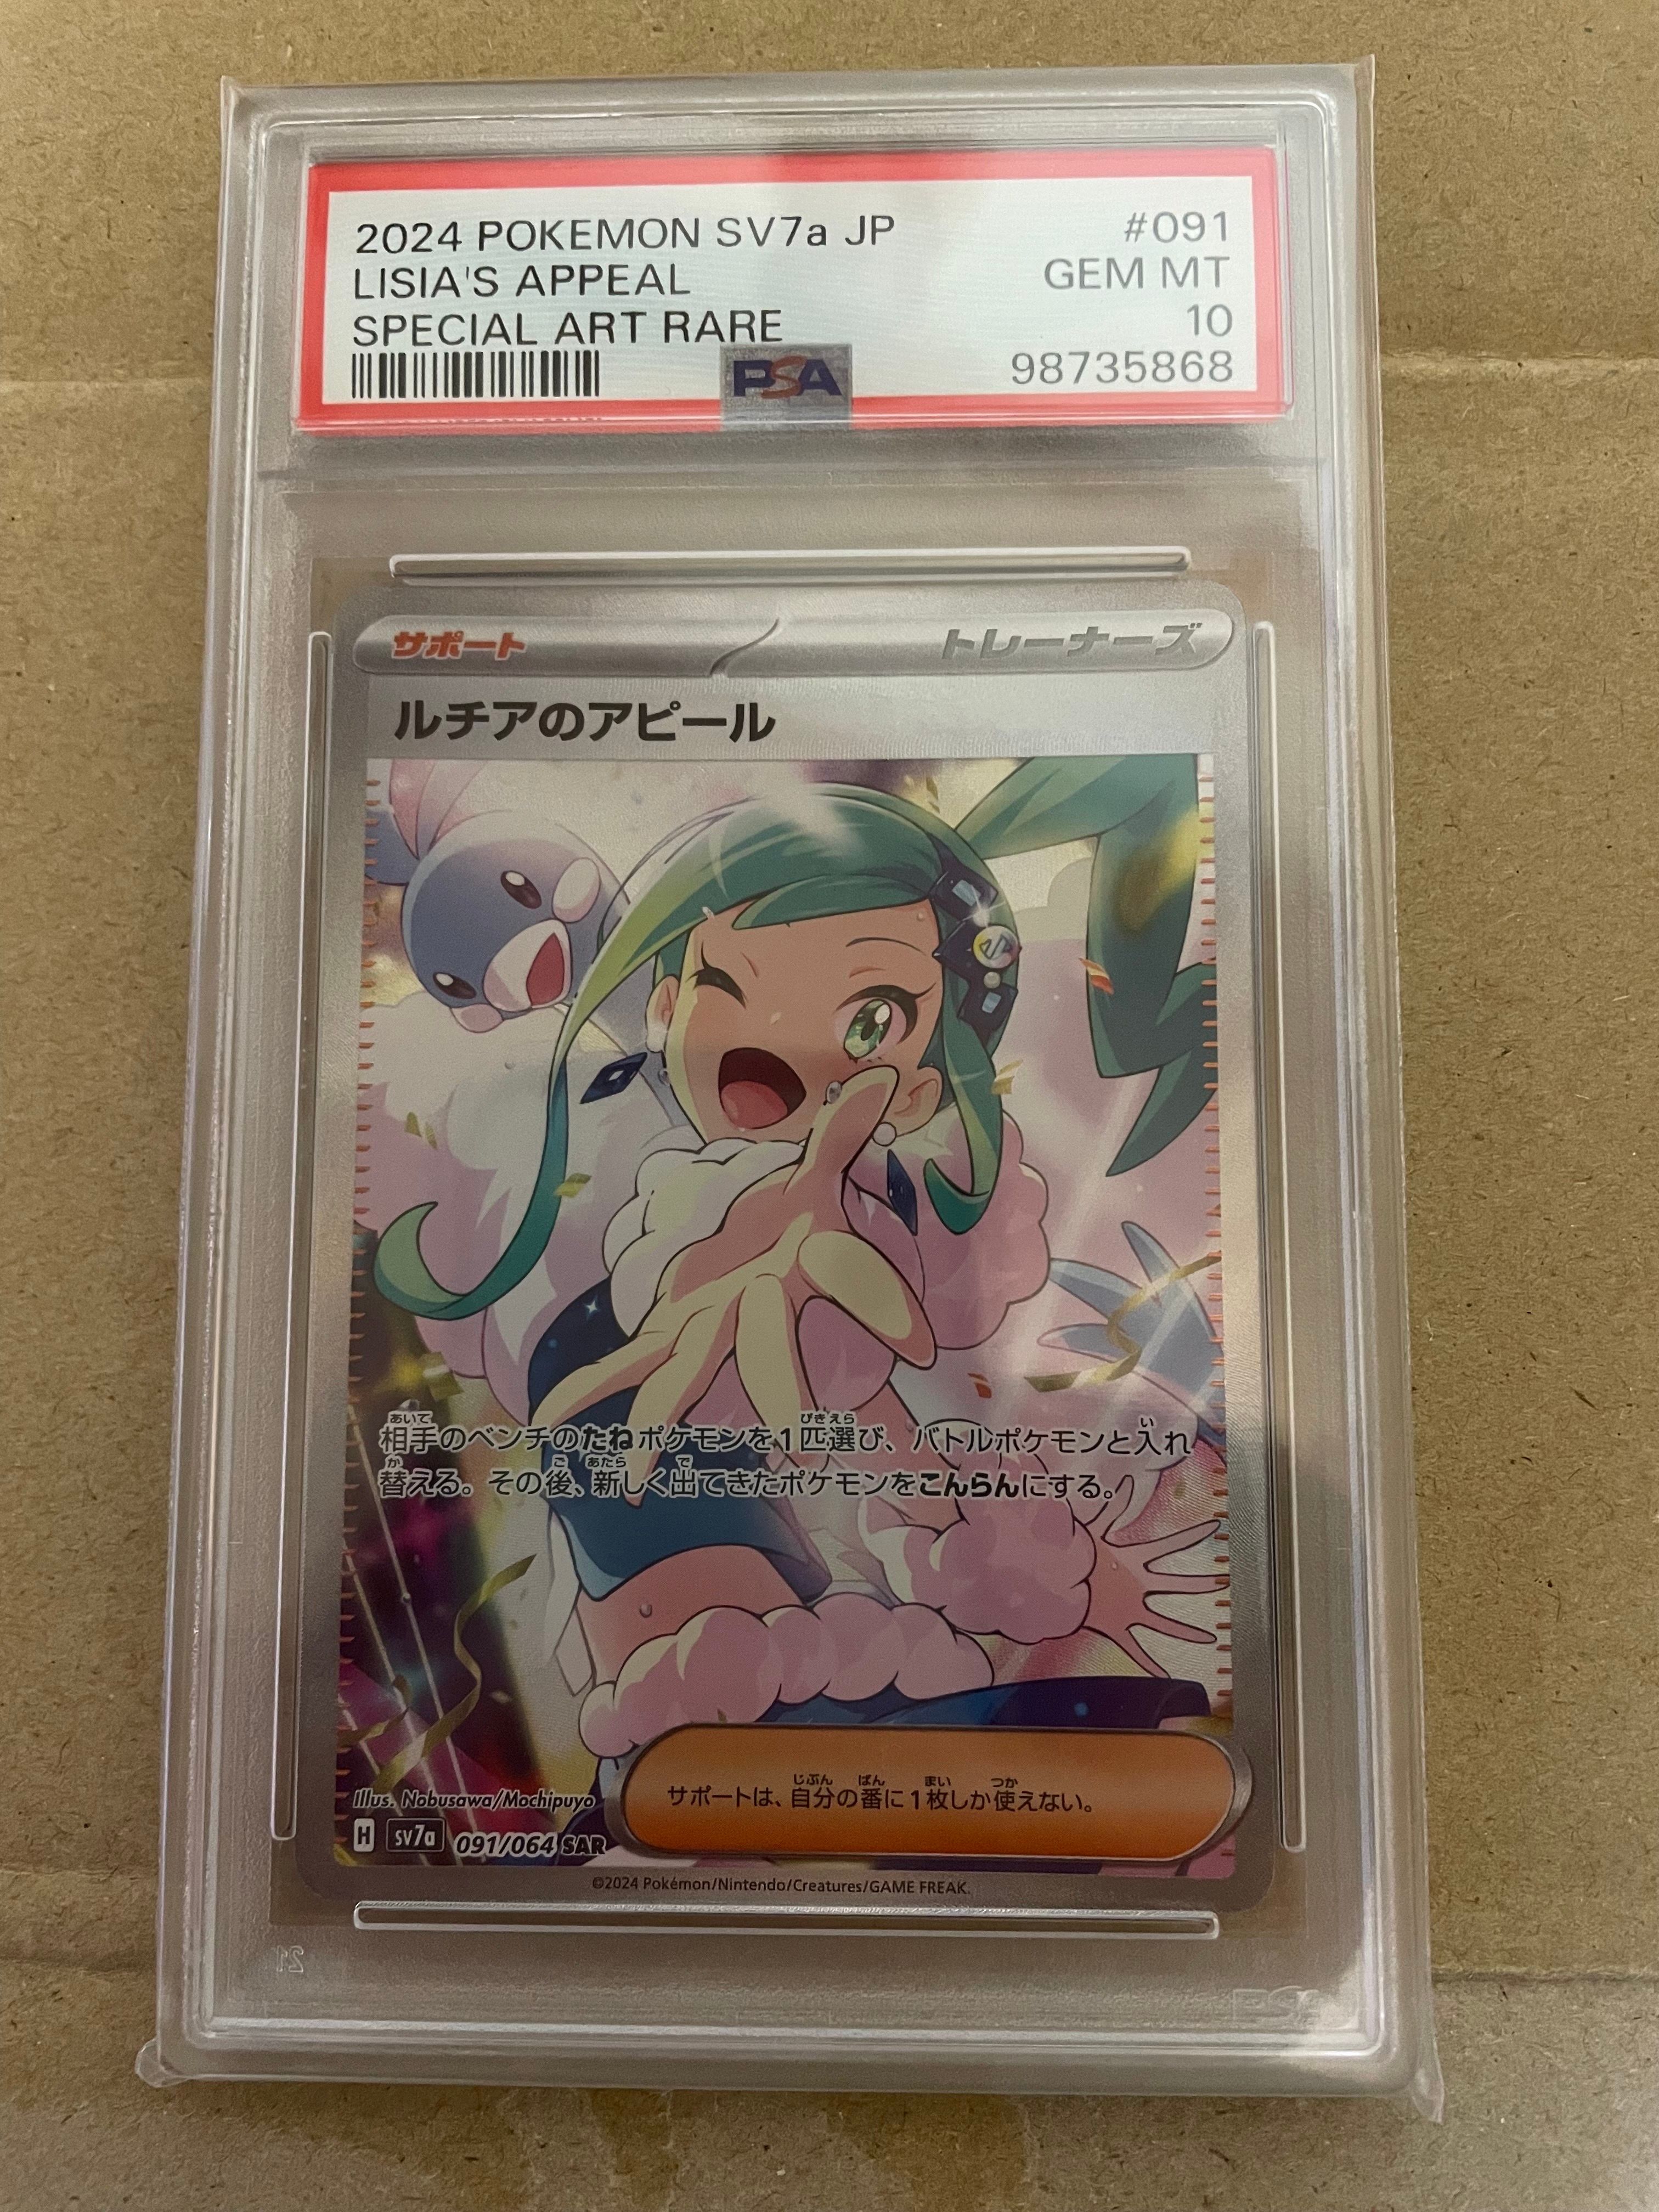 2024 POKEMON SV7a JP #091
LISIA'S APPEAL GEM MT
SPECIAL ART RARE 10
PSA 98735868
サポート トレーナーズ
ルチアのアピール
相手のベンチのたねポケモンを1匹選び、バトルポケモンと入れ
替える。その後、新しく出てきたポケモンをこんらんにする。
サポートは、自分の番に1枚しか使えない。
Illus. Nobusawa/Mochipuyo
H sv7a 091/064 SAR
©2024 Pokémon/Nintendo/Creatures/GAME FREAK.